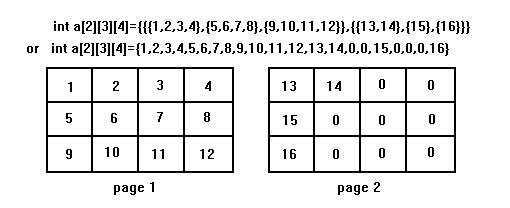 int a[2][3][4]={{{1,2,3,4},{5,6,7,8},{9,10,11,12}},{{13,14},{15},{16}}}
or int a[2][3][4]={1,2,3,4,5,6,7,8,9,10,11,12,13,14,0,0,15,0,0,0,16}
1 2 3 4
5 6 7 8
9 10 11 12
page 1
13 14 0 0
15 0 0 0
16 0 0 0
page 2